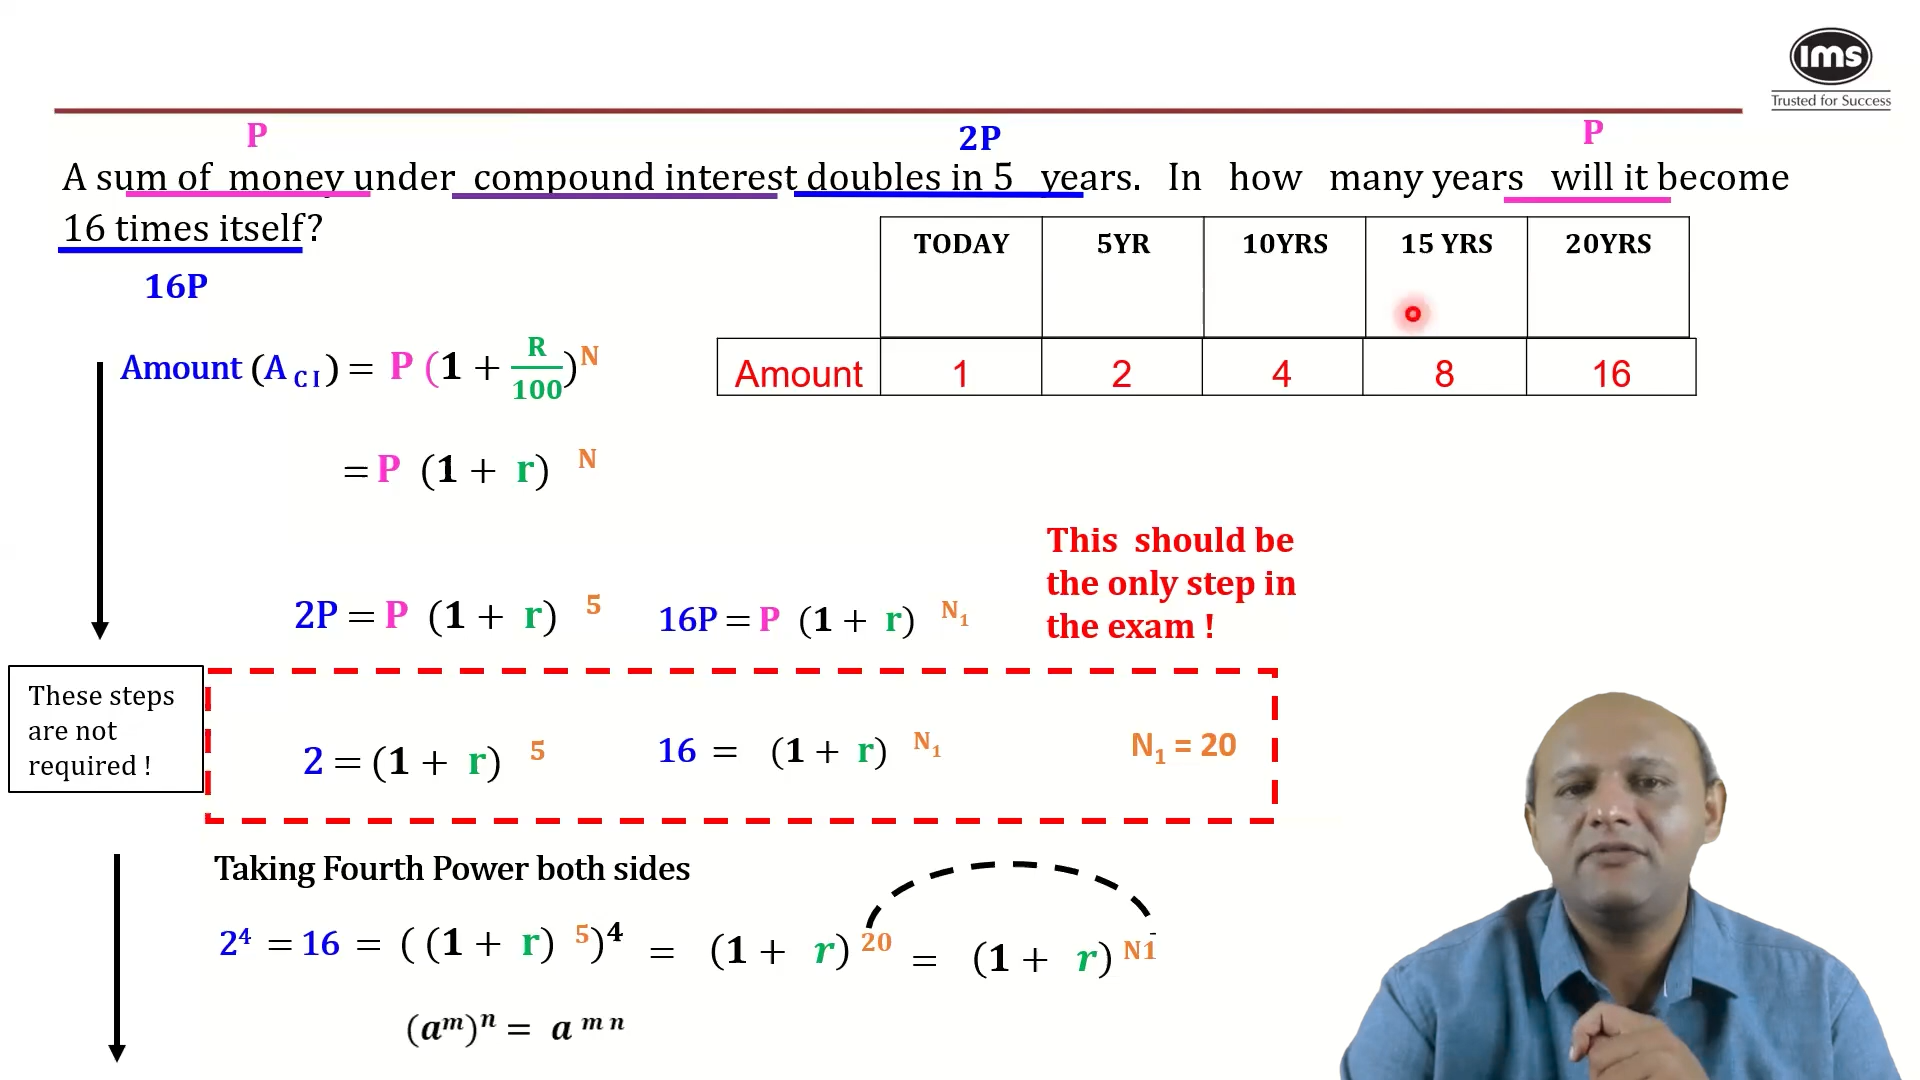 ims
Trusted for Success
P 2P P
A sum of money under compound interest doubles in 5 years. In how many years will it become
16 times itself?
16P
TODAY 5YR 10YRS 15 YRS 20YRS
Amount 1 2 4 8 16
Amount (A C I) = P (1 + R/100)^N
= P (1 + r) ^N
This should be
the only step in
the exam !
2P = P (1 + r) ^5 16P = P (1 + r) ^N₁
These steps
are not
required !
2 = (1 + r) ^5 16 = (1 + r) ^N₁ N₁ = 20
Taking Fourth Power both sides
2⁴ = 16 = ( (1 + r) ^5)^4 = (1 + r) ^20 = (1 + r) ^N1
(a^m)^n = a ^m n